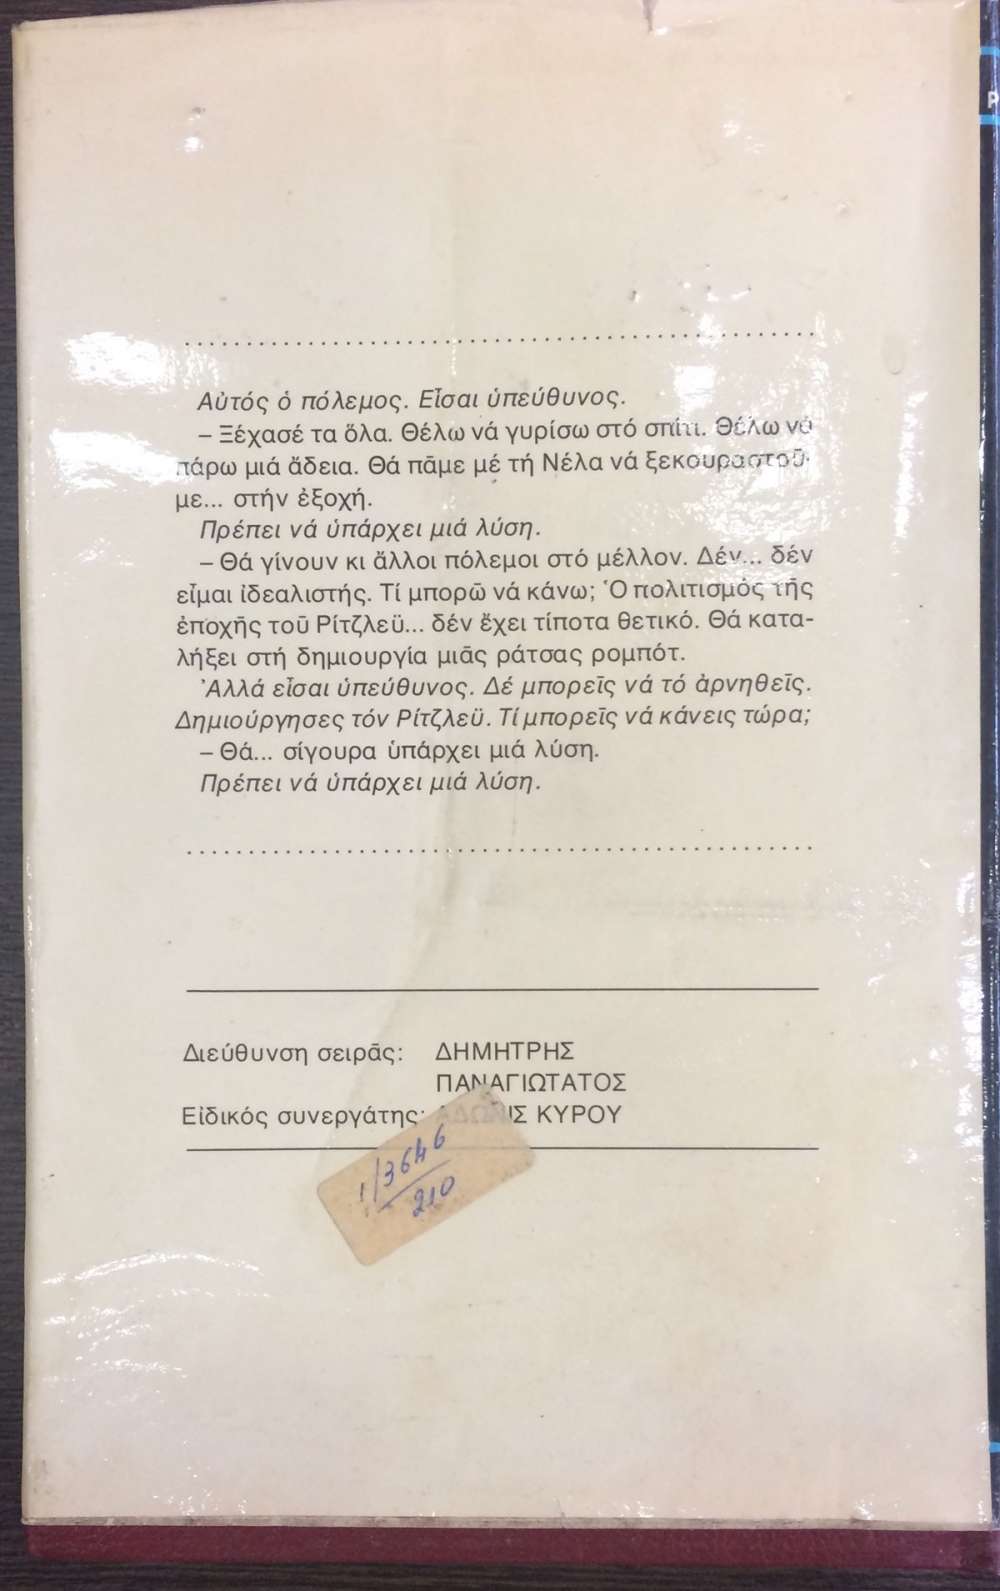 Αὐτός ὁ πόλεμος. Εἶσαι ὑπεύθυνος.
– Ξέχασέ τα ὅλα. Θέλω νά γυρίσω στό σπίτι. Θέλω νά
πάρω μιά ἄδεια. Θά πᾶμε μέ τή Νέλα νά ξεκουραστοῦ-
με... στήν ἐξοχή.
Πρέπει νά ὑπάρχει μιά λύση.
– Θά γίνουν κι ἄλλοι πόλεμοι στό μέλλον. Δέν... δέν
εἶμαι ἰδεαλιστής. Τί μπορῶ νά κάνω; Ὁ πολιτισμός τῆς
ἐποχῆς τοῦ Ρίτζλεϋ... δέν ἔχει τίποτα θετικό. Θά κατα-
λήξει στή δημιουργία μιᾶς ράτσας ρομπότ.
Ἀλλά εἶσαι ὑπεύθυνος. Δέ μπορεῖς νά τό ἀρνηθεῖς.
Δημιούργησες τόν Ρίτζλεϋ. Τί μπορεῖς νά κάνεις τώρα;
– Θά... σίγουρα ὑπάρχει μιά λύση.
Πρέπει νά ὑπάρχει μιά λύση.
Διεύθυνση σειρᾶς: ΔΗΜΗΤΡΗΣ
ΠΑΝΑΓΙΩΤΑΤΟΣ
Εἰδικός συνεργάτης: ΑΔΩΝΙΣ ΚΥΡΟΥ
1/3646
210